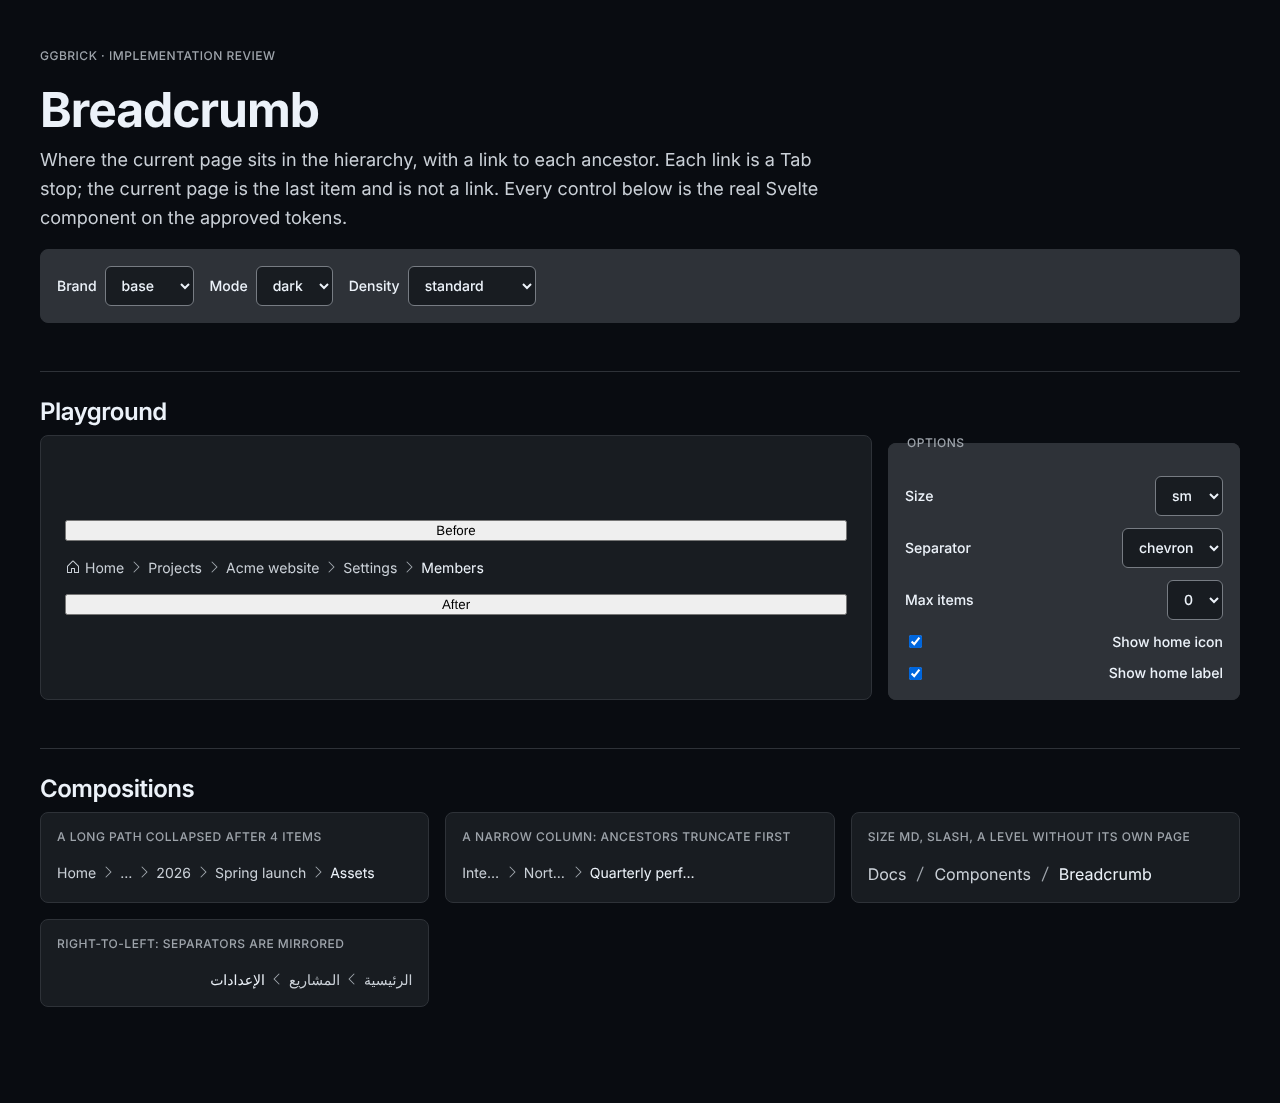 GGBRICK · IMPLEMENTATION REVIEW
Breadcrumb
Where the current page sits in the hierarchy, with a link to each ancestor. Each link is a Tab
stop; the current page is the last item and is not a link. Every control below is the real Svelte
component on the approved tokens.
Brand base Mode dark Density standard
Playground
Before
Home Projects Acme website Settings Members
After
OPTIONS
Size sm
Separator chevron
Max items 0
Show home icon
Show home label
Compositions
A LONG PATH COLLAPSED AFTER 4 ITEMS
Home … 2026 Spring launch Assets
A NARROW COLUMN: ANCESTORS TRUNCATE FIRST
Inte… Nort… Quarterly perf…
SIZE MD, SLASH, A LEVEL WITHOUT ITS OWN PAGE
Docs / Components / Breadcrumb
RIGHT-TO-LEFT: SEPARATORS ARE MIRRORED
الرئيسية المشاريع الإعدادات